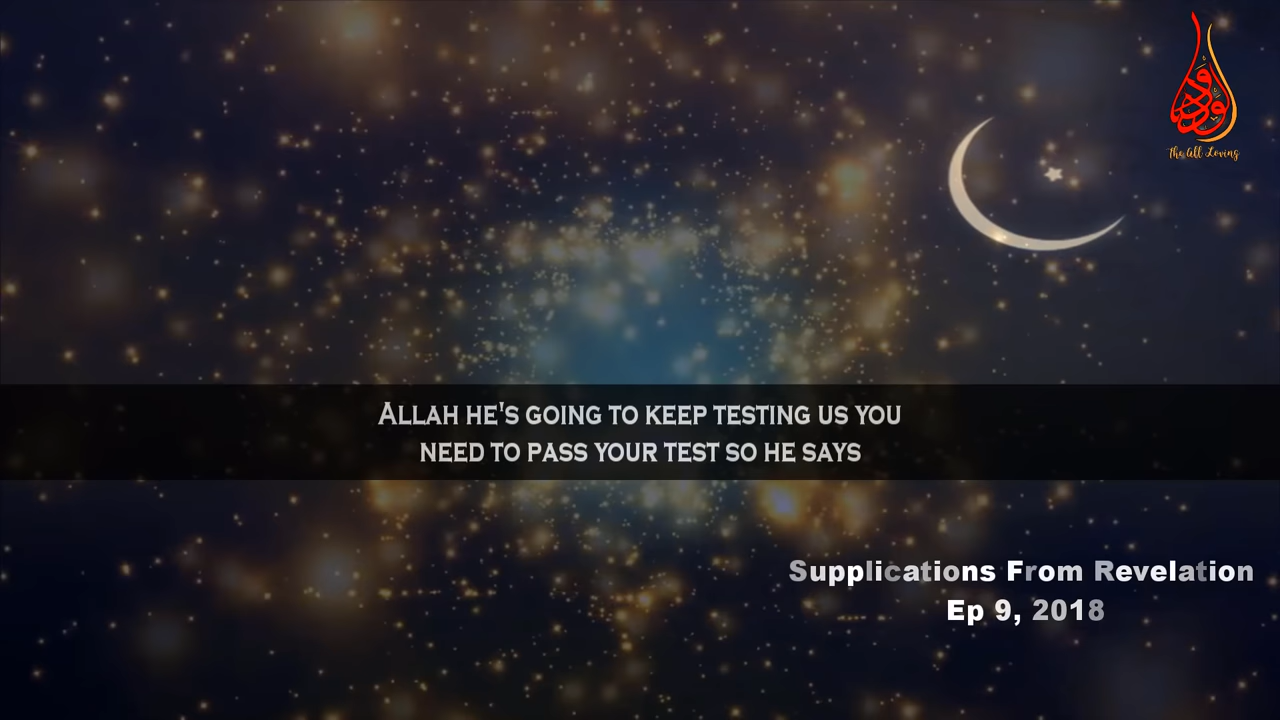 الودود
The All Loving
ALLAH HE'S GOING TO KEEP TESTING US YOU
NEED TO PASS YOUR TEST SO HE SAYS
Supplications From Revelation
Ep 9, 2018